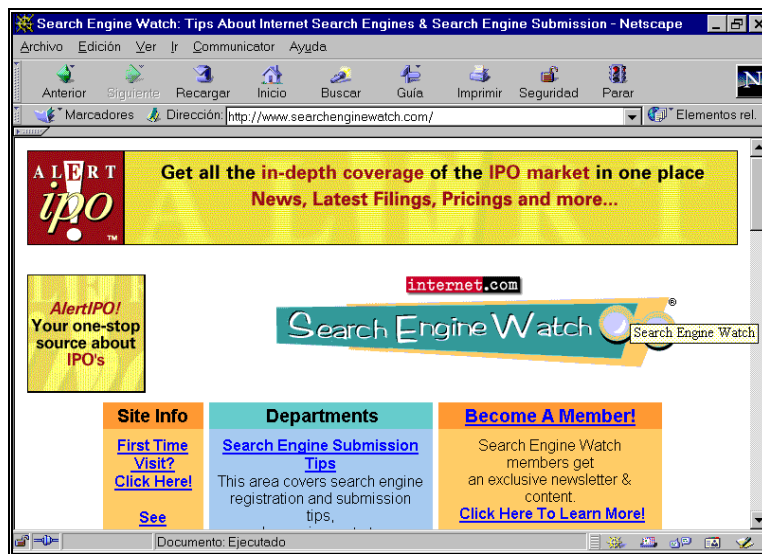 Search Engine Watch: Tips About Internet Search Engines & Search Engine Submission - Netscape
Archivo Edición Ver Ir Communicator Ayuda
Anterior Siguiente Recargar Inicio Buscar Guía Imprimir Seguridad Parar
N
Marcadores Dirección: http://www.searchenginewatch.com/ Elementos rel.
ALERT
ipo
TM
Get all the in-depth coverage of the IPO market in one place
News, Latest Filings, Pricings and more...
AlertIPO!
Your one-stop
source about
IPO's
internet.com
Search Engine Watch
®
Search Engine Watch
Site Info
First Time
Visit?
Click Here!
See
Departments
Search Engine Submission
Tips
This area covers search engine
registration and submission
tips,
Become A Member!
Search Engine Watch
members get
an exclusive newsletter &
content.
Click Here To Learn More!
Documento: Ejecutado